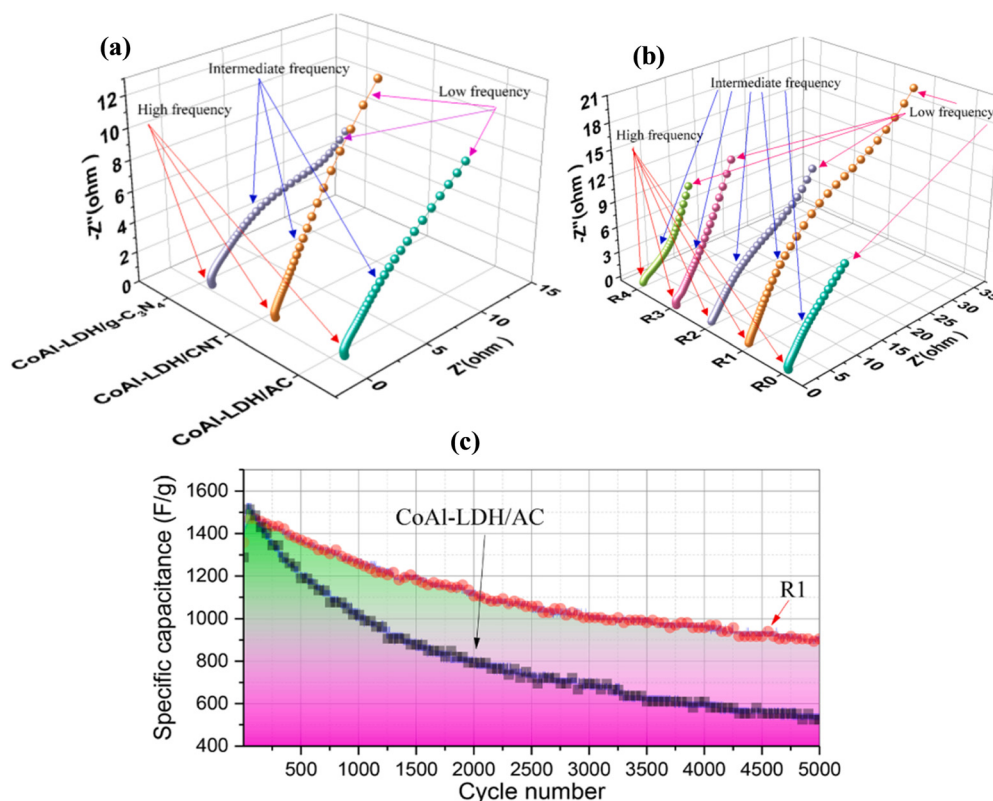 (a)
Intermediate frequency
High frequency
Low frequency
-Z''(ohm )
12
10
8
6
4
2
0
CoAl-LDH/g-C₃N₄
CoAl-LDH/CNT
CoAl-LDH/AC
0
5
10
15
Z'(ohm )
(b)
Intermediate frequency
High frequency
Low frequency
-Z''(ohm )
21
18
15
12
9
6
3
0
R4
R3
R2
R1
R0
0
5
10
15
20
25
30
35
Z'(ohm )
(c)
Specific capacitance (F/g)
1600
1400
1200
1000
800
600
400
CoAl-LDH/AC
R1
500 1000 1500 2000 2500 3000 3500 4000 4500 5000
Cycle number